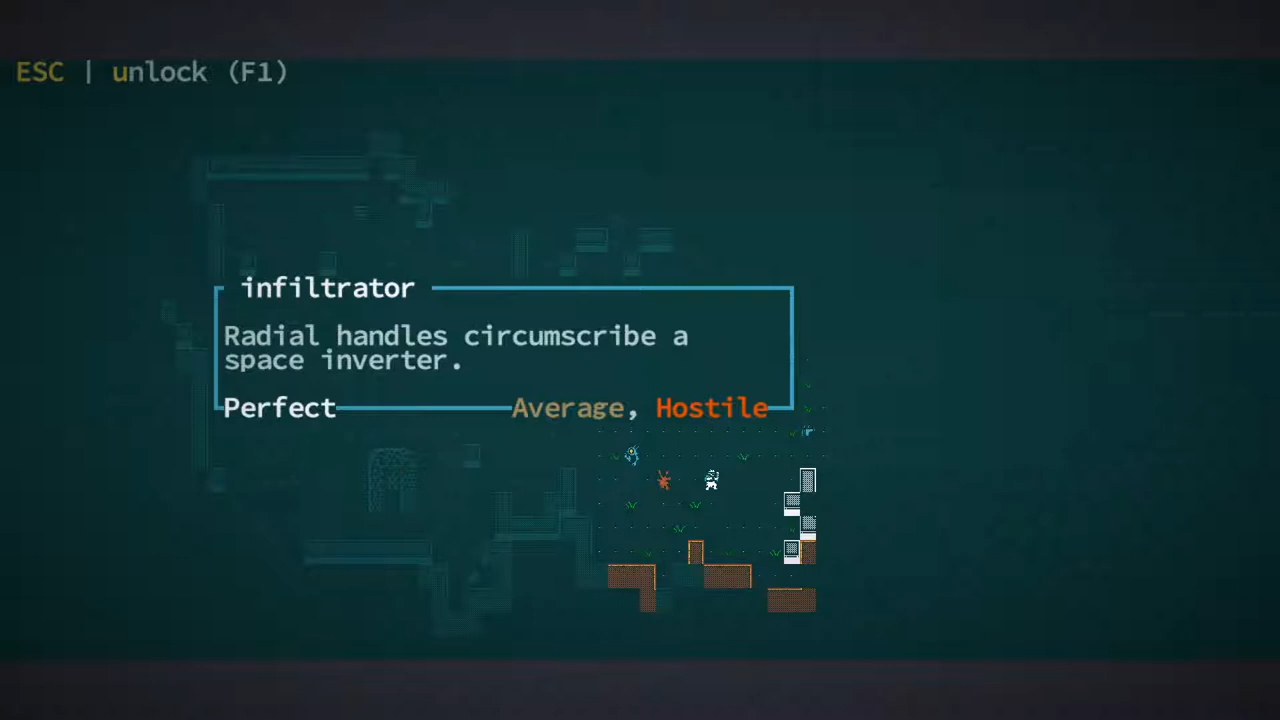 ESC | unlock (F1)
infiltrator
Radial handles circumscribe a
space inverter.
Perfect Average, Hostile